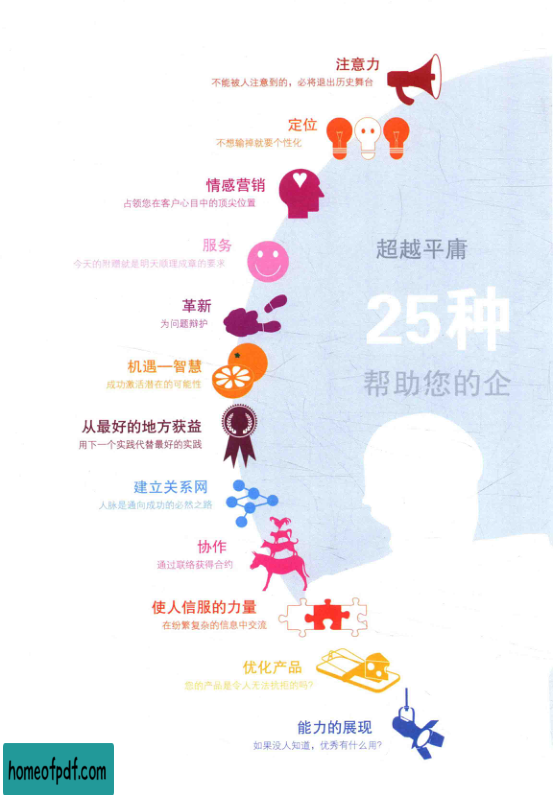 注意力
不能被人注意到的，必将退出历史舞台
定位
不想输掉就要个性化
情感营销
占领您在客户心目中的顶尖位置
超越平庸
服务
今天的附赠就是明天顺理成章的要求
革新
为问题辩护
25种
机遇—智慧
成功激活潜在的可能性
帮助您的企
从最好的地方获益
用下一个实践代替最好的实践
建立关系网
人脉是通向成功的必然之路
协作
通过联络获得合约
使人信服的力量
在纷繁复杂的信息中交流
优化产品
您的产品是令人无法抗拒的吗?
能力的展现
如果没人知道，优秀有什么用?
homeofpdf.com